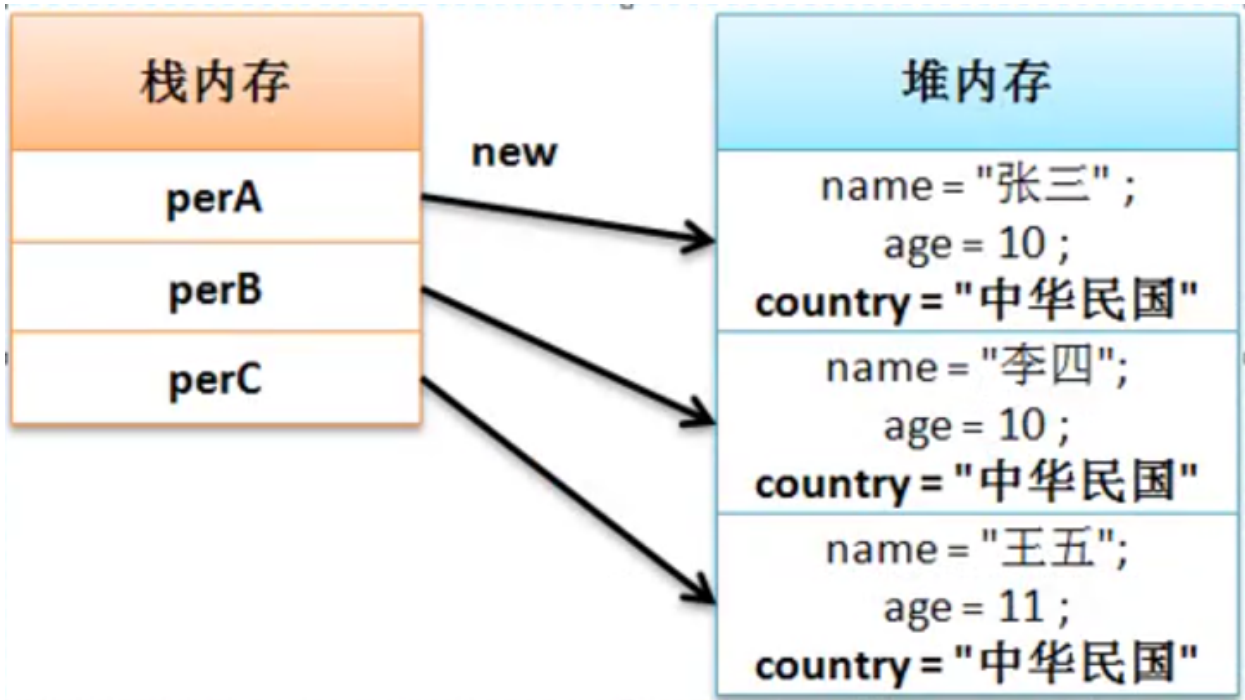 栈内存
perA
perB
perC
new
堆内存
name = "张三" ;
age = 10 ;
country = "中华民国"
name = "李四";
age = 10 ;
country = "中华民国"
name = "王五";
age = 11 ;
country = "中华民国"